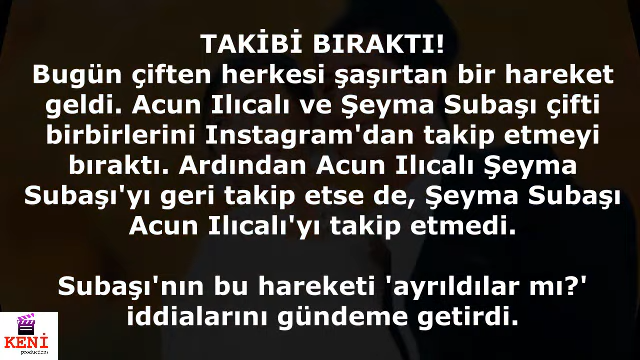 TAKİBİ BIRAKTI!
Bugün çiften herkesi şaşırtan bir hareket
geldi. Acun Ilıcalı ve Şeyma Subaşı çifti
birbirlerini Instagram'dan takip etmeyi
bıraktı. Ardından Acun Ilıcalı Şeyma
Subaşı'yı geri takip etse de, Şeyma Subaşı
Acun Ilıcalı'yı takip etmedi.
Subaşı'nın bu hareketi 'ayrıldılar mı?'
iddialarını gündeme getirdi.
KENİ
productions